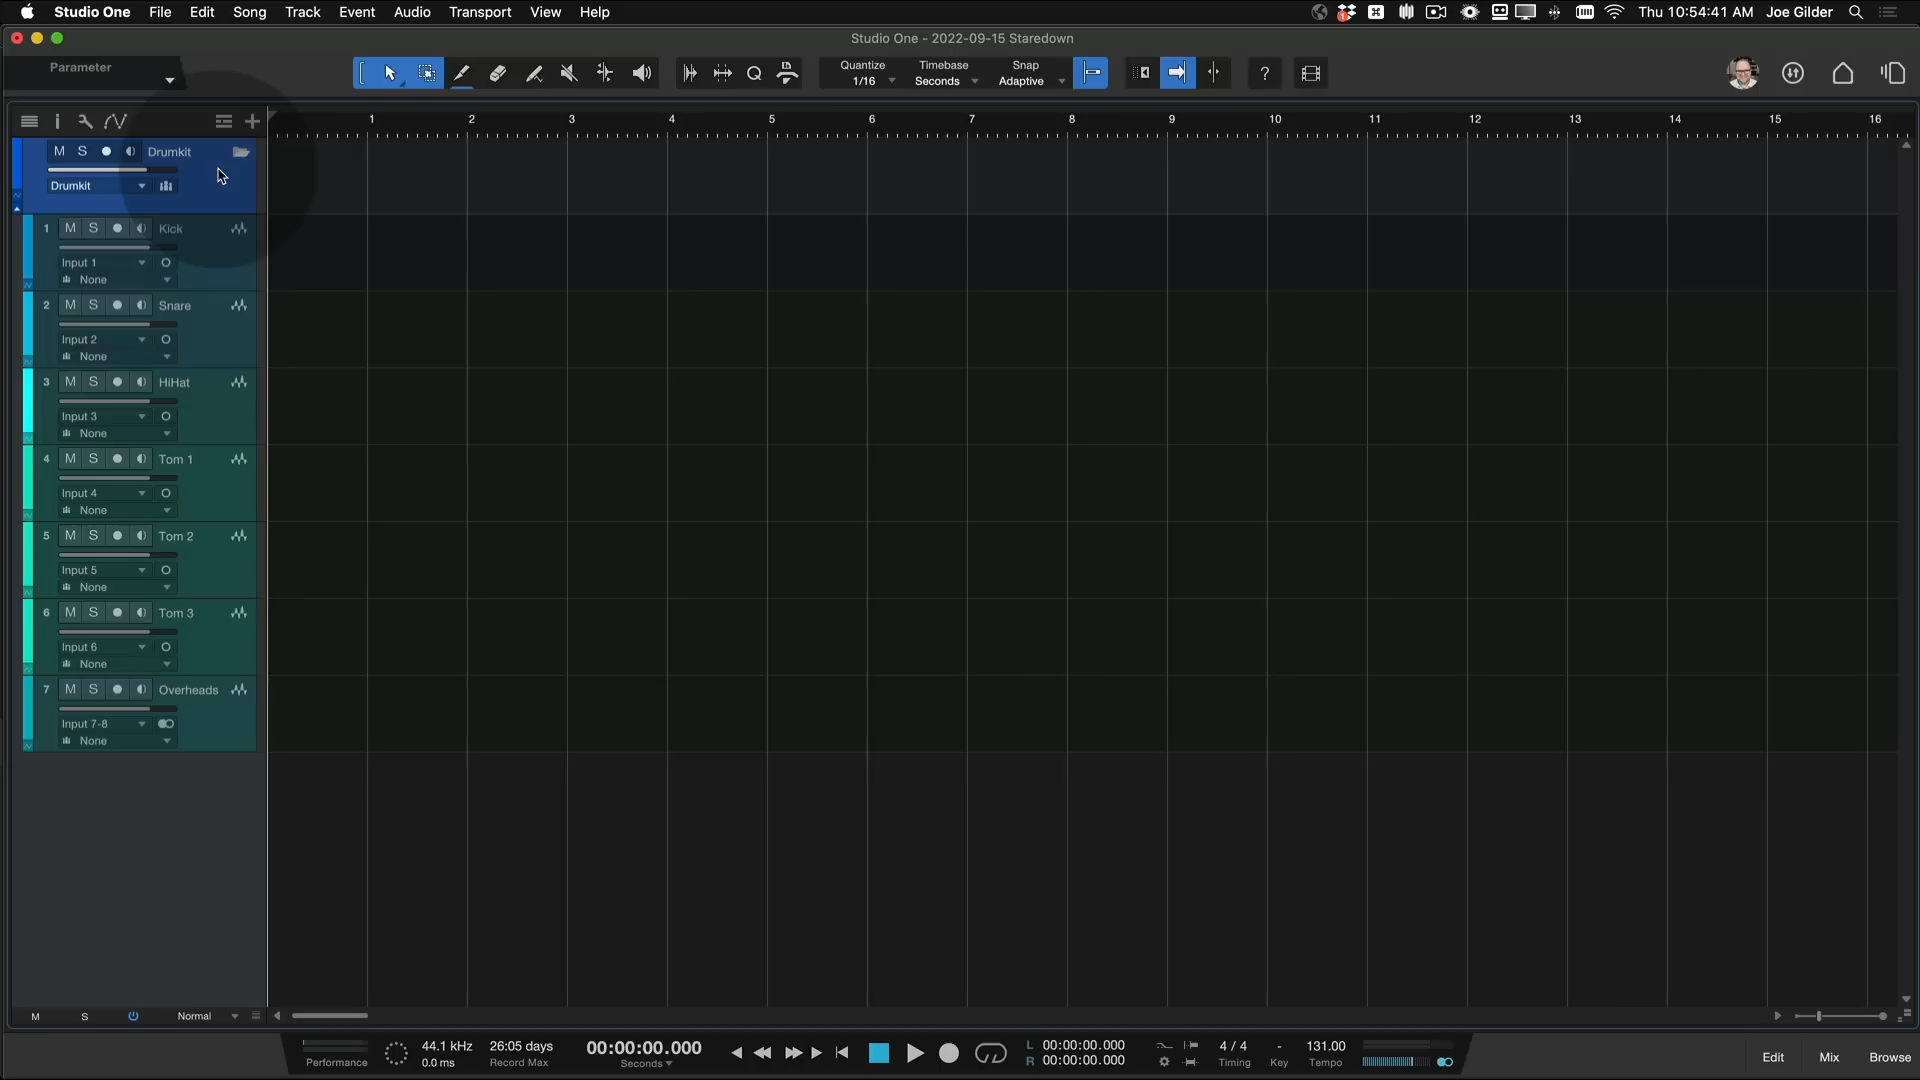 Studio One File Edit Song Track Event Audio Transport View Help Thu 10:54:41 AM Joe Gilder
Studio One - 2022-09-15 Staredown
Parameter
Quantize Timebase Snap
1/16 Seconds Adaptive
?
1 2 3 4 5 6 7 8 9 10 11 12 13 14 15 16
M S Drumkit
Drumkit
1 M S Kick
Input 1
None
2 M S Snare
Input 2
None
3 M S HiHat
Input 3
None
4 M S Tom 1
Input 4
None
5 M S Tom 2
Input 5
None
6 M S Tom 3
Input 6
None
7 M S Overheads
Input 7-8
None
M S Normal
44.1 kHz 26:05 days 00:00:00.000 L 00:00:00.000 4 / 4 - 131.00
Performance 0.0 ms Record Max Seconds R 00:00:00.000 Timing Key Tempo
Edit Mix Browse